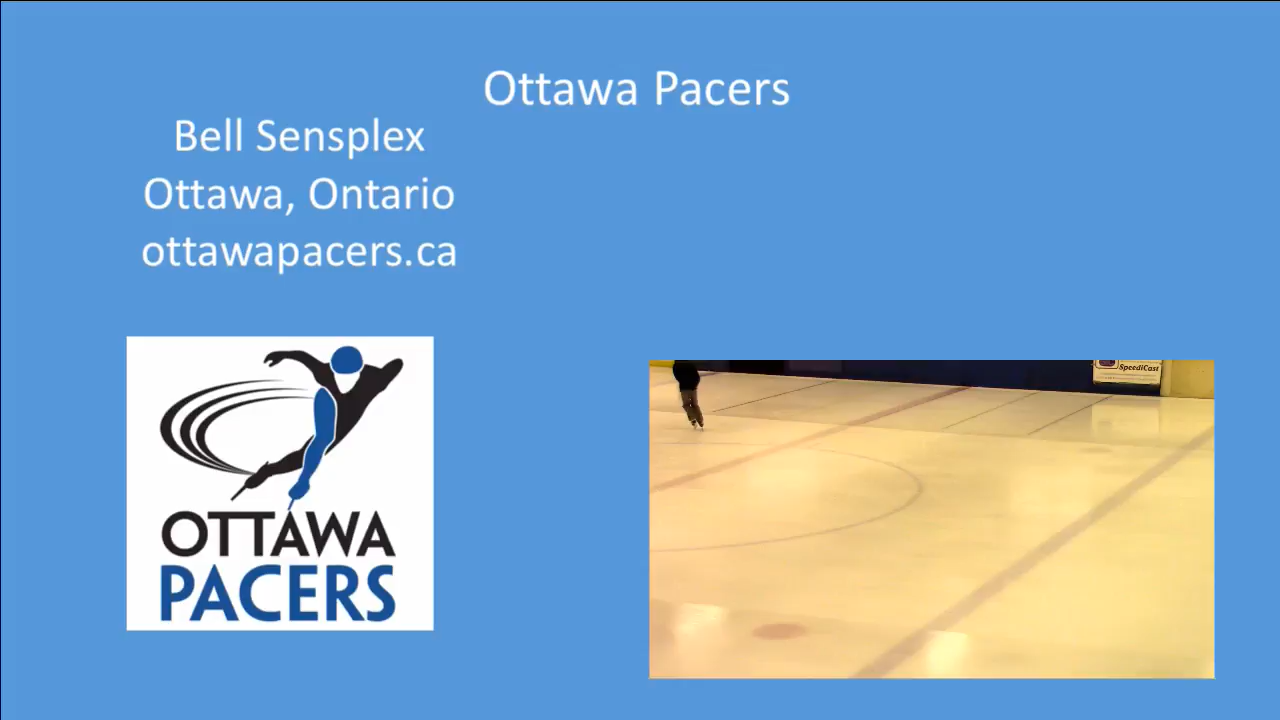 Ottawa Pacers
Bell Sensplex
Ottawa, Ontario
ottawapacers.ca
OTTAWA
PACERS
SpeediCast